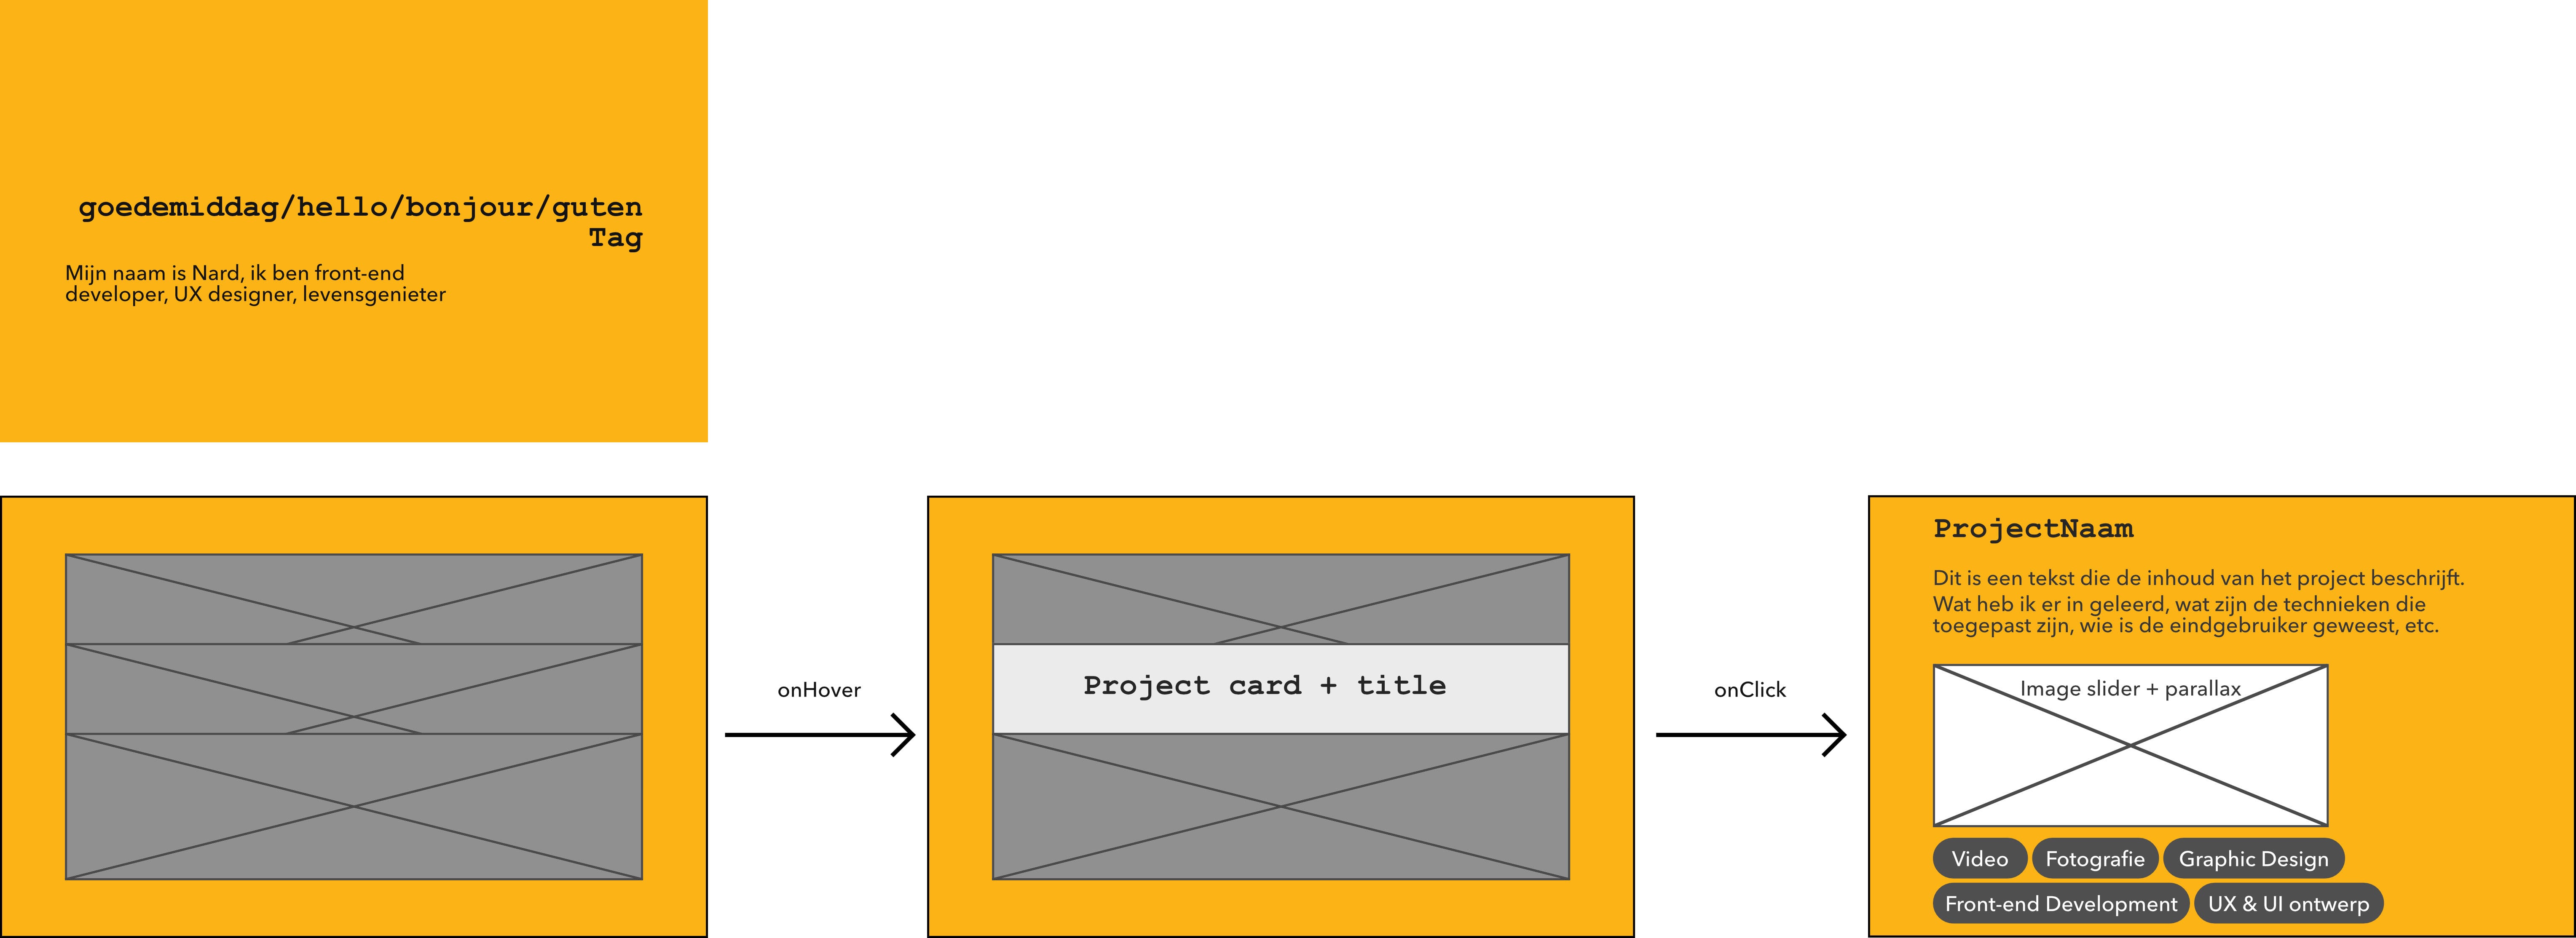 goedemiddag/hello/bonjour/guten
Tag
Mijn naam is Nard, ik ben front-end
developer, UX designer, levensgenieter
onHover
Project card + title
onClick
ProjectNaam
Dit is een tekst die de inhoud van het project beschrijft.
Wat heb ik er in geleerd, wat zijn de technieken die
toegepast zijn, wie is de eindgebruiker geweest, etc.
Image slider + parallax
Video Fotografie Graphic Design
Front-end Development UX & UI ontwerp